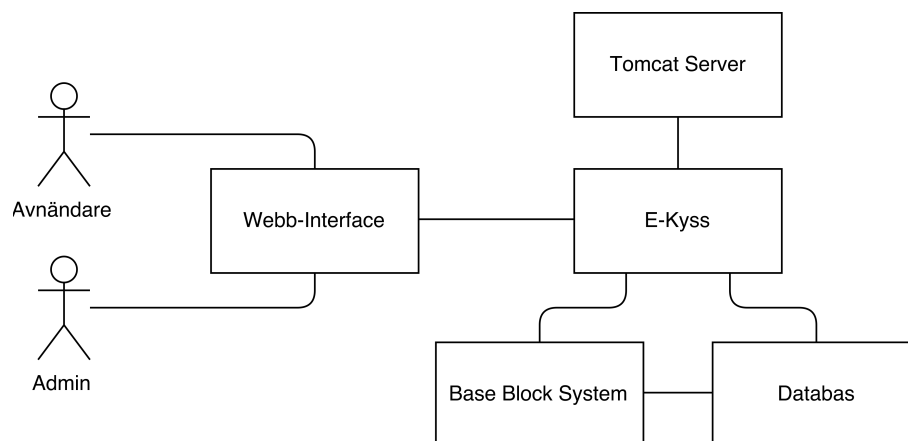 Tomcat Server
Avnändare
Webb-Interface
E-Kyss
Admin
Base Block System
Databas